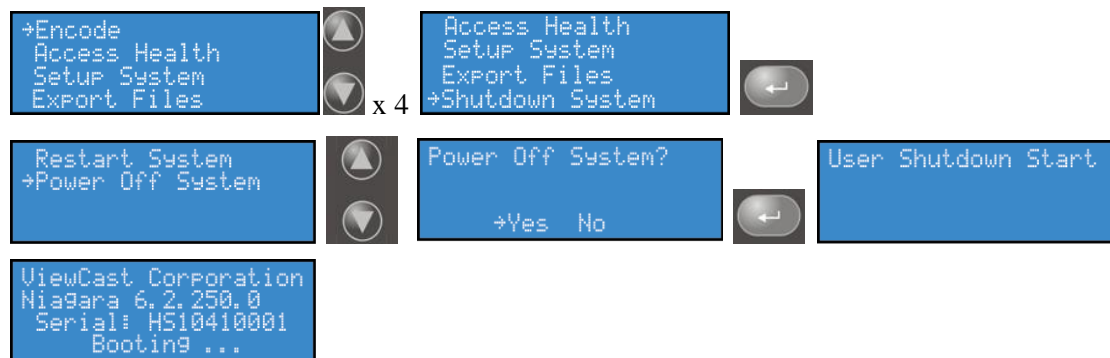 →Encode
Access Health
Setup System
Export Files
x 4
Access Health
Setup System
Export Files
→Shutdown System
Restart System
→Power Off System
Power Off System?
→Yes No
User Shutdown Start
ViewCast Corporation
Niagara 6.2.250.0
Serial: HS10410001
Booting ...